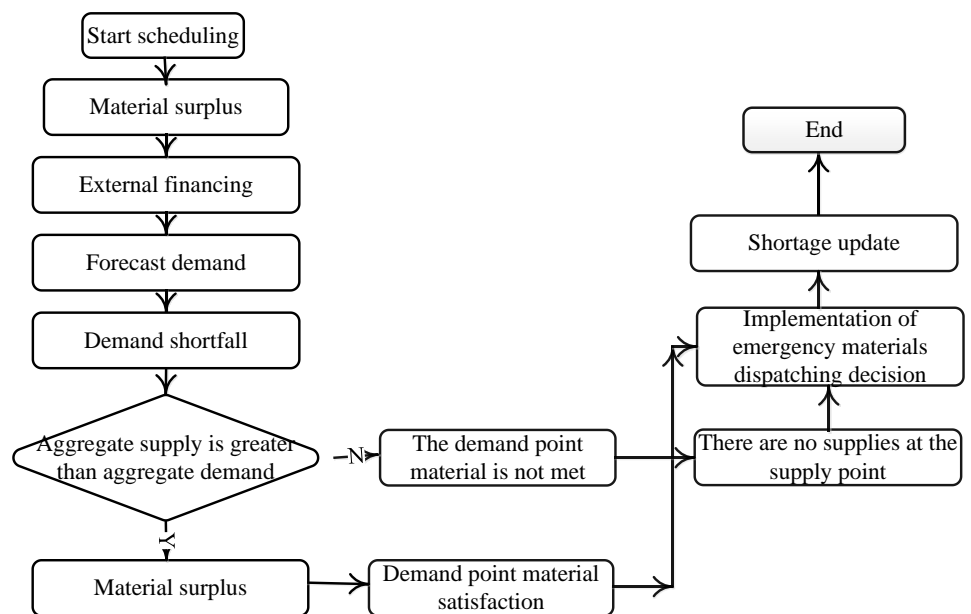 Start scheduling
Material surplus
External financing
Forecast demand
Demand shortfall
Aggregate supply is greater
than aggregate demand
N
The demand point
material is not met
Y
Material surplus
Demand point material
satisfaction
There are no supplies at the
supply point
Implementation of
emergency materials
dispatching decision
Shortage update
End